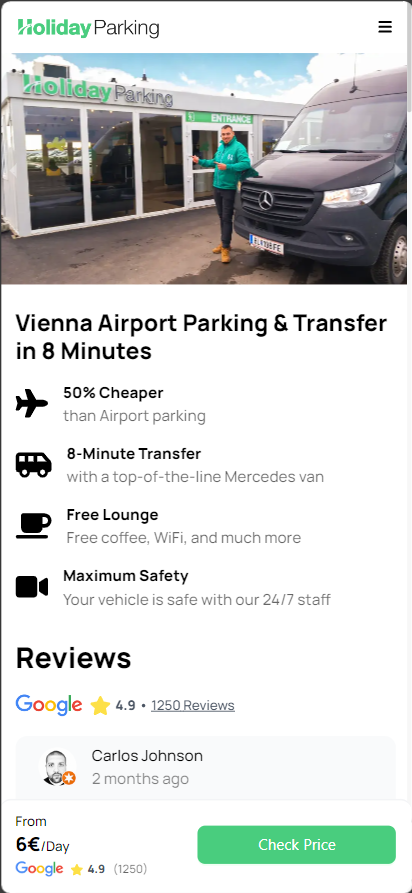 Holiday Parking
Holiday Parking
ENTRANCE
Vienna Airport Parking & Transfer
in 8 Minutes
50% Cheaper
than Airport parking
8-Minute Transfer
with a top-of-the-line Mercedes van
Free Lounge
Free coffee, WiFi, and much more
Maximum Safety
Your vehicle is safe with our 24/7 staff
Reviews
Google 4.9 • 1250 Reviews
Carlos Johnson
2 months ago
From
6€/Day
Check Price
Google 4.9 (1250)